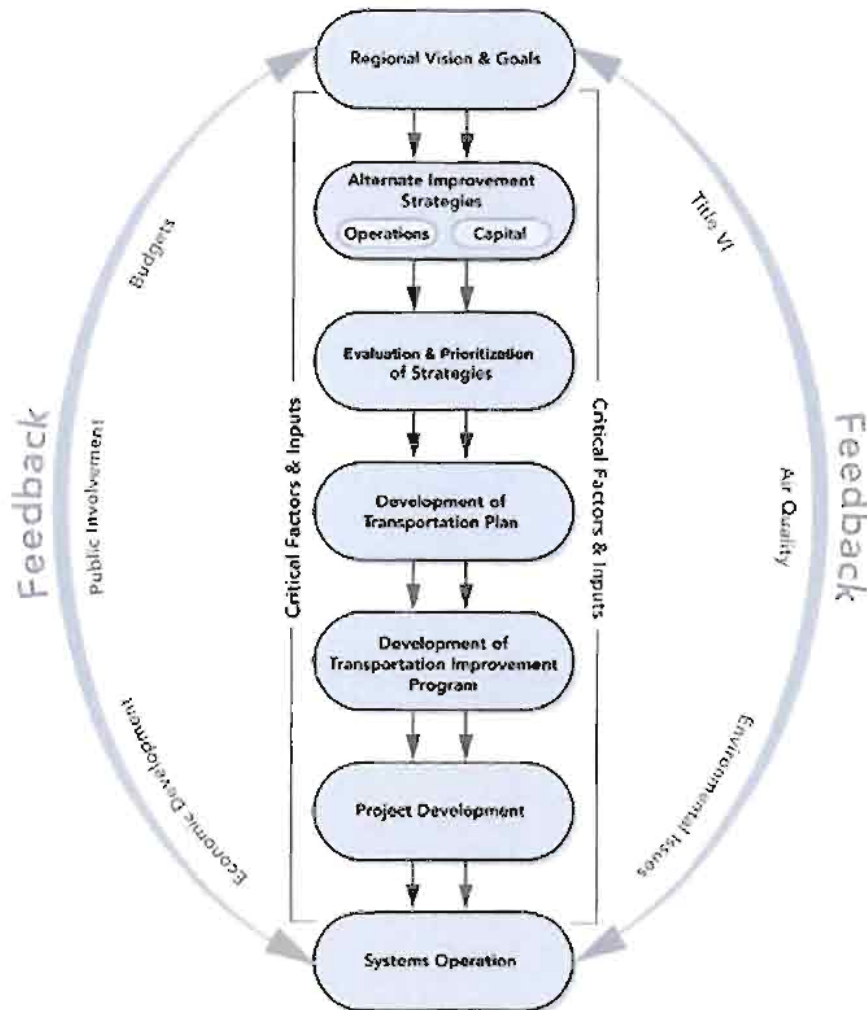 Regional Vision & Goals
Alternate Improvement
Strategies
Operations
Capital
Evaluation & Prioritization
of Strategies
Development of
Transportation Plan
Development of
Transportation Improvement
Program
Project Development
Systems Operation
Critical Factors & Inputs
Critical Factors & Inputs
Feedback
Budgets
Public Involvement
Economic Development
Title VI
Air Quality
Environmental Issues
Feedback